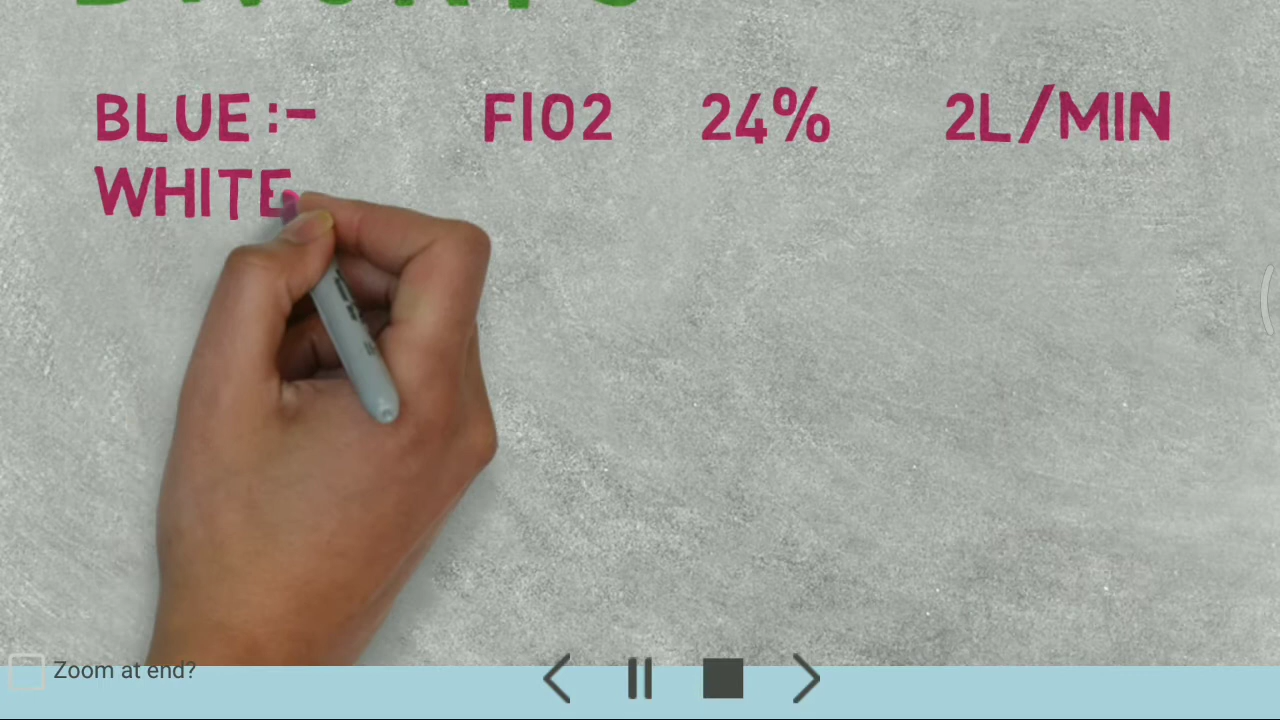 BLUE :- FIO2 24% 2L/MIN
WHITE
Zoom at end?